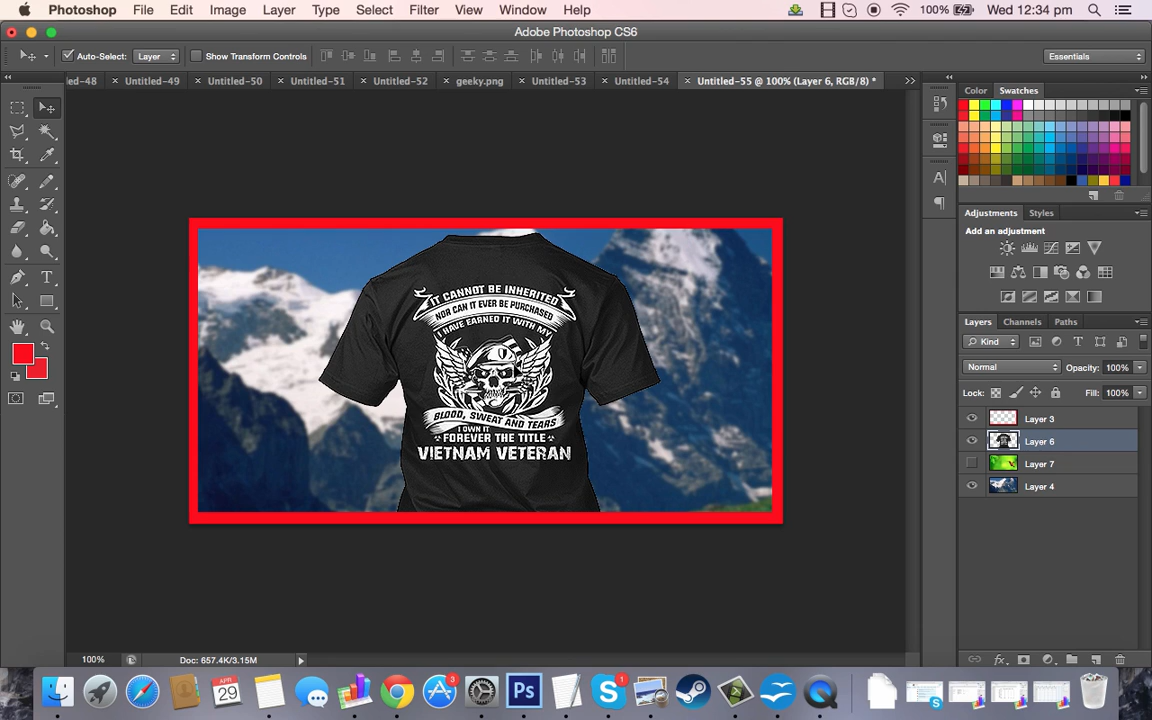 Photoshop File Edit Image Layer Type Select Filter View Window Help 100% Wed 12:34 pm
Adobe Photoshop CS6
Auto-Select: Layer Show Transform Controls Essentials
ed-48 Untitled-49 Untitled-50 Untitled-51 Untitled-52 geeky.png Untitled-53 Untitled-54 Untitled-55 @ 100% (Layer 6, RGB/8) *
Color Swatches
Adjustments Styles
Add an adjustment
IT CANNOT BE INHERITED
NOR CAN IT EVER BE PURCHASED
I HAVE EARNED IT WITH MY
BLOOD, SWEAT AND TEARS
I OWN IT
FOREVER THE TITLE
VIETNAM VETERAN
Layers Channels Paths
Kind
Normal Opacity: 100%
Lock: Fill: 100%
Layer 3
Layer 6
Layer 7
Layer 4
100% Doc: 657.4K/3.15M
APR
29
3
Ps
1